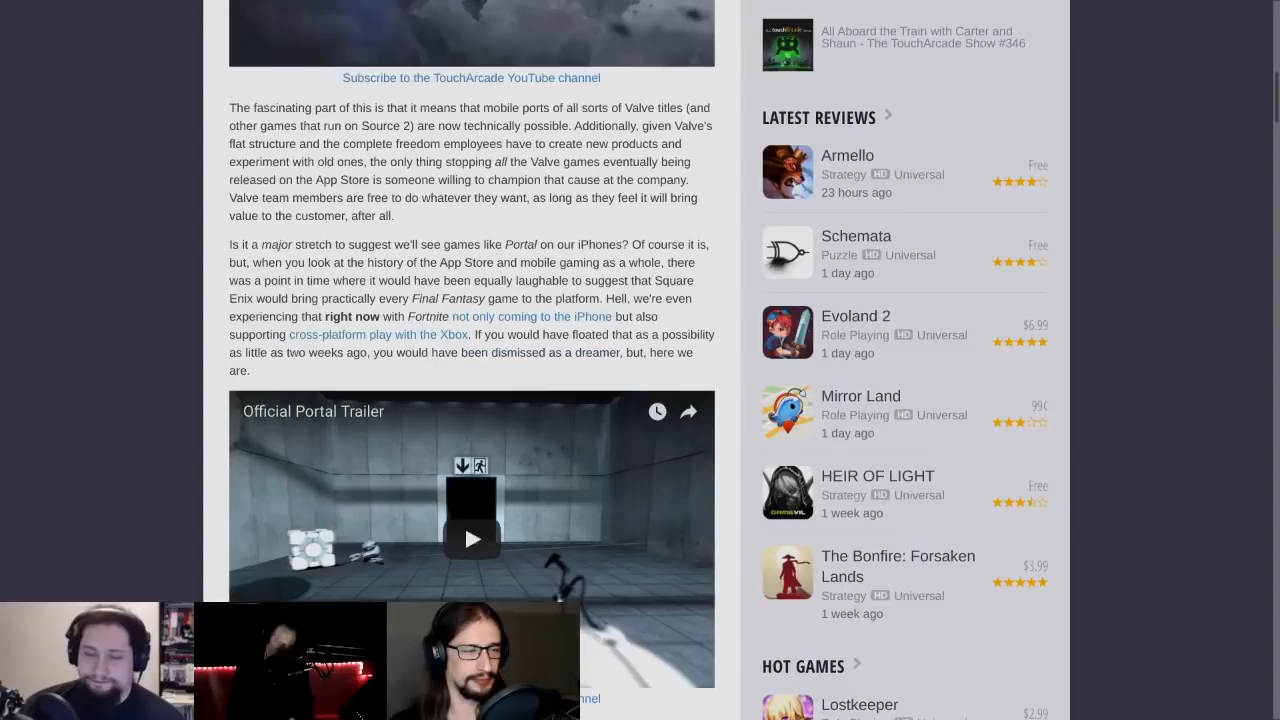 Subscribe to the TouchArcade YouTube channel
The fascinating part of this is that it means that mobile ports of all sorts of Valve titles (and
other games that run on Source 2) are now technically possible. Additionally, given Valve's
flat structure and the complete freedom employees have to create new products and
experiment with old ones, the only thing stopping all the Valve games eventually being
released on the App Store is someone willing to champion that cause at the company.
Valve team members are free to do whatever they want, as long as they feel it will bring
value to the customer, after all.
Is it a major stretch to suggest we'll see games like Portal on our iPhones? Of course it is,
but, when you look at the history of the App Store and mobile gaming as a whole, there
was a point in time where it would have been equally laughable to suggest that Square
Enix would bring practically every Final Fantasy game to the platform. Hell, we're even
experiencing that right now with Fortnite not only coming to the iPhone but also
supporting cross-platform play with the Xbox. If you would have floated that as a possibility
as little as two weeks ago, you would have been dismissed as a dreamer, but, here we
are.
Official Portal Trailer
nnel
All Aboard the Train with Carter and
Shaun - The TouchArcade Show #346
LATEST REVIEWS
Armello
Free
Strategy HD Universal
23 hours ago
Schemata
Free
Puzzle HD Universal
1 day ago
Evoland 2
$6.99
Role Playing HD Universal
1 day ago
Mirror Land
99¢
Role Playing HD Universal
1 day ago
GAMEVIL
HEIR OF LIGHT
Free
Strategy HD Universal
1 week ago
The Bonfire: Forsaken
Lands
$3.99
Strategy HD Universal
1 week ago
HOT GAMES
Lostkeeper
$2.99